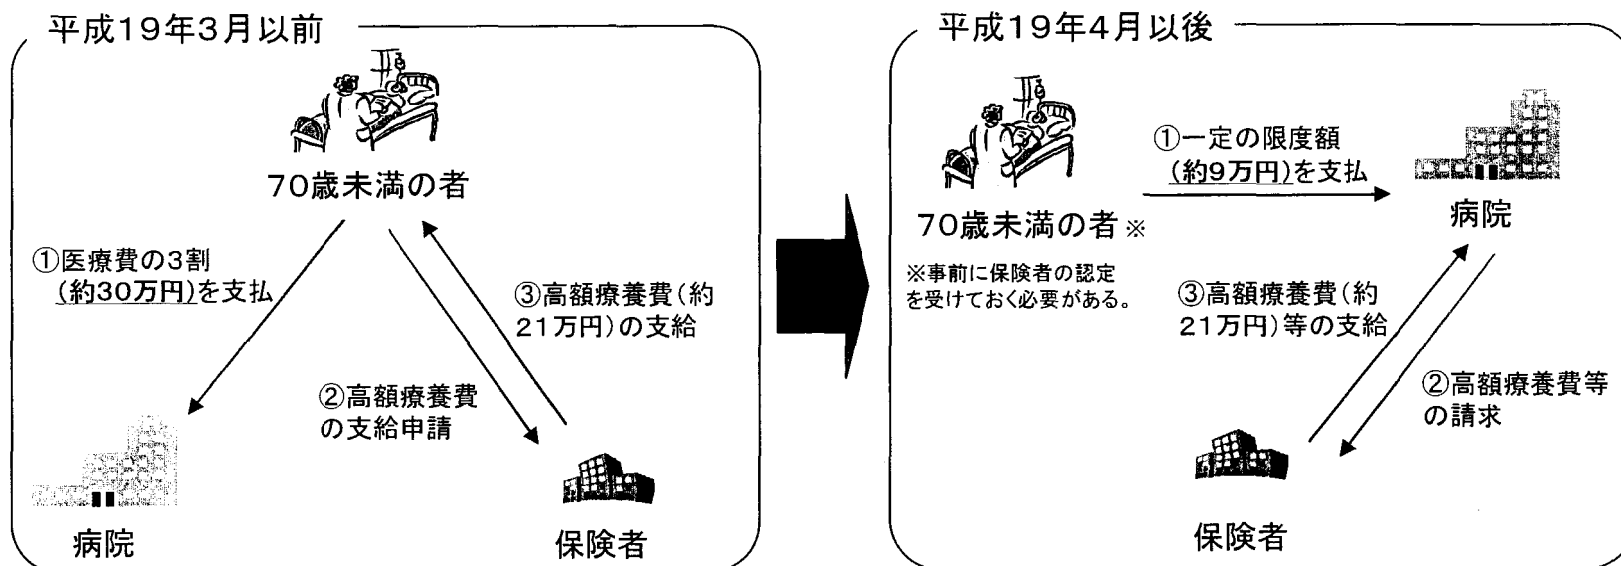 平成19年3月以前
70歳未満の者
①医療費の3割
(約30万円)を支払
③高額療養費(約
21万円)の支給
②高額療養費
の支給申請
病院
保険者
平成19年4月以後
①一定の限度額
(約9万円)を支払
病院
70歳未満の者※
※事前に保険者の認定
を受けておく必要がある。
③高額療養費(約
21万円)等の支給
②高額療養費等
の請求
保険者